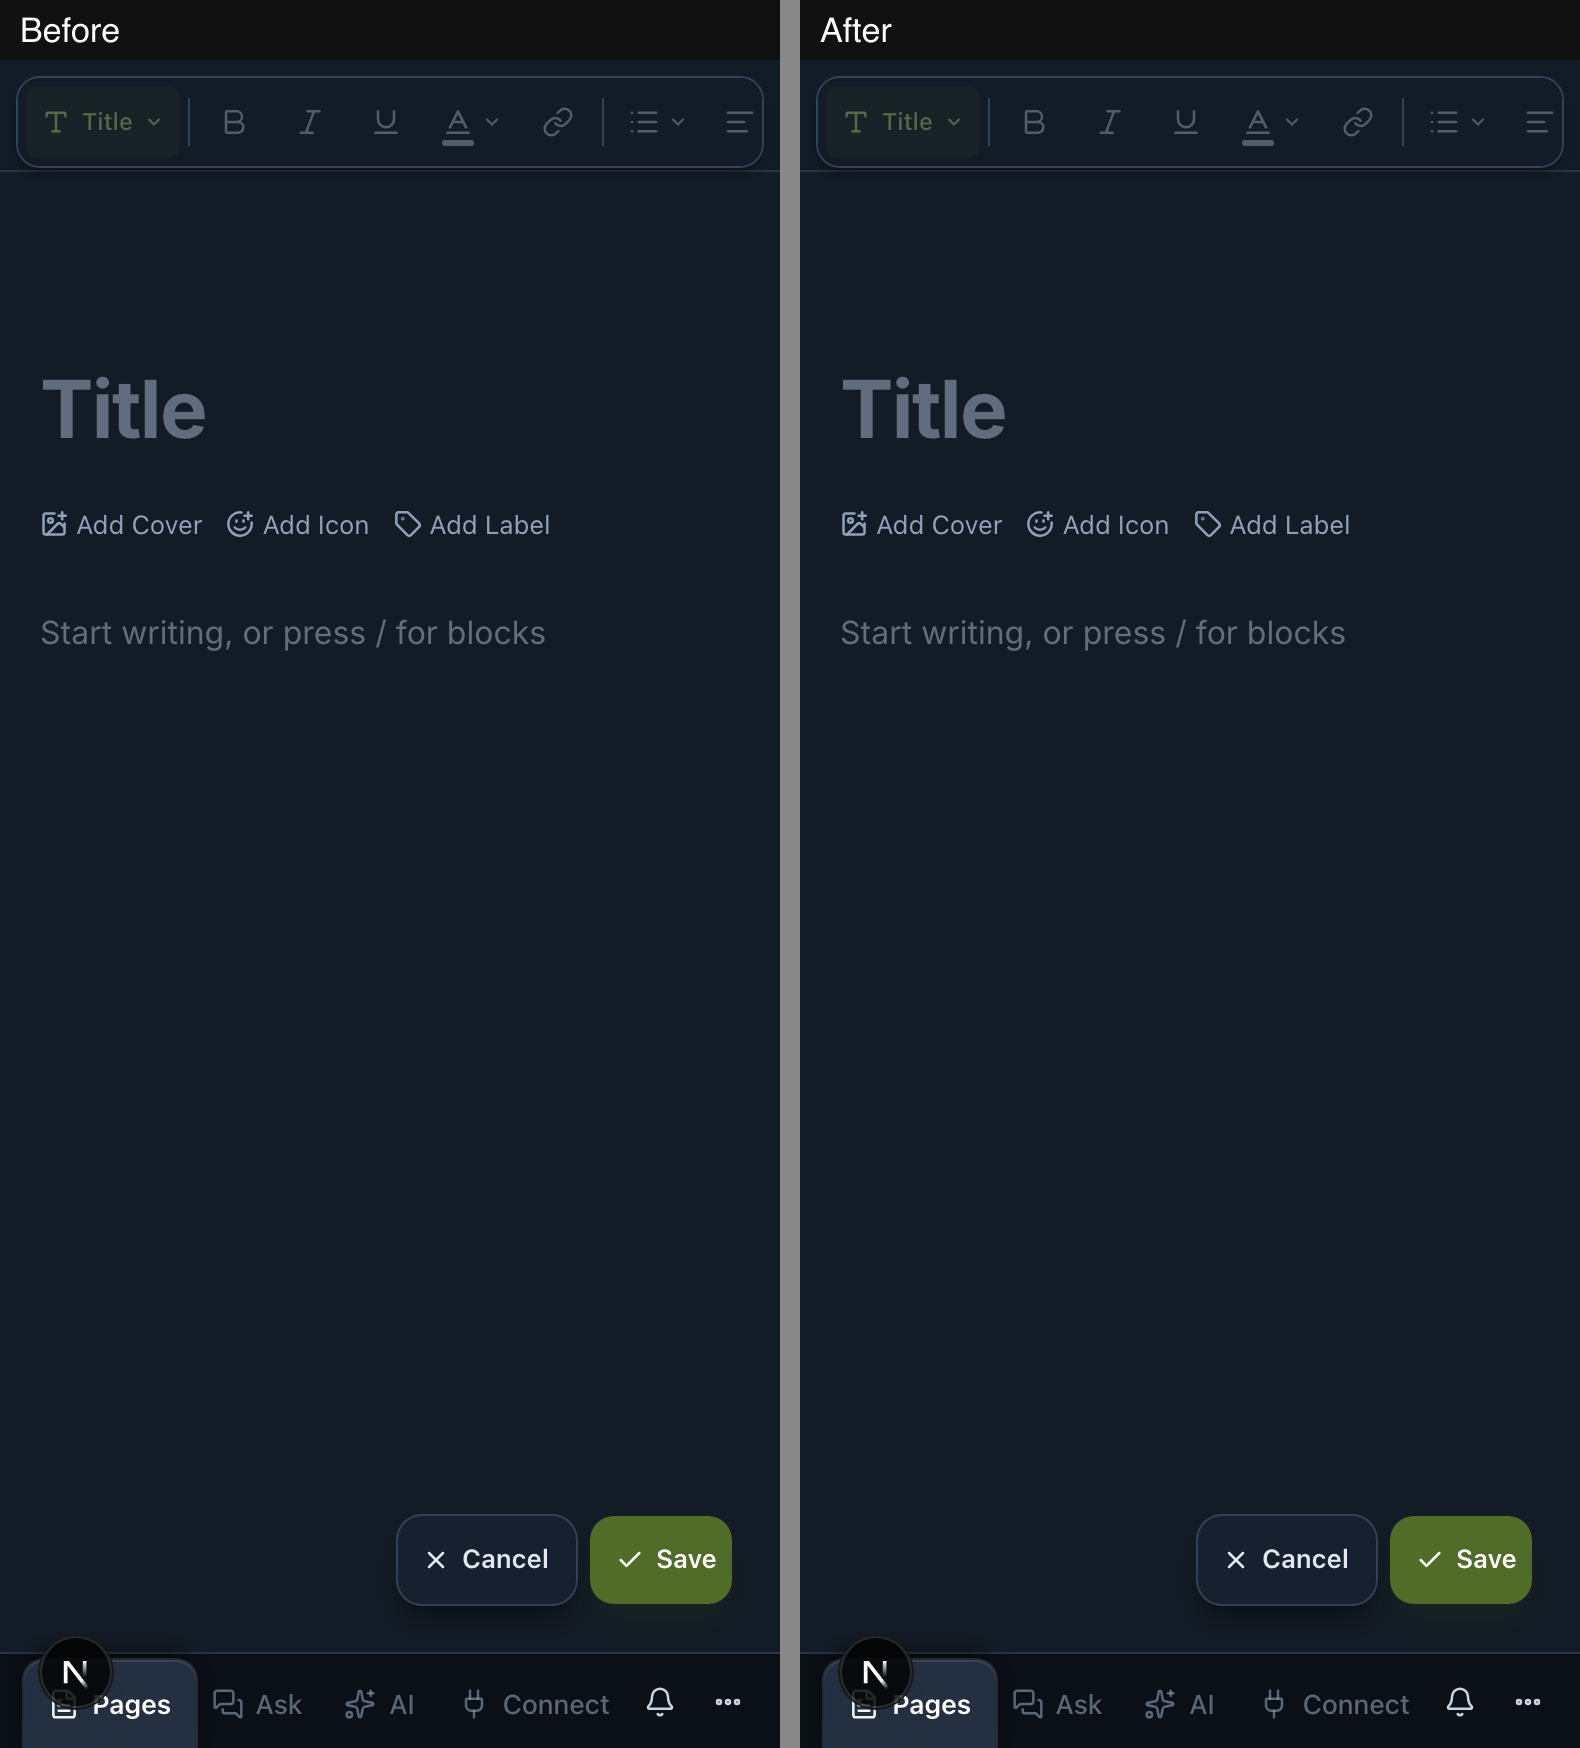 Before
After
Title
B I U A
Title
B I U A
Title
Title
Add Cover Add Icon Add Label
Add Cover Add Icon Add Label
Start writing, or press / for blocks
Start writing, or press / for blocks
Cancel Save
Cancel Save
N
N
Pages Ask AI Connect
Pages Ask AI Connect